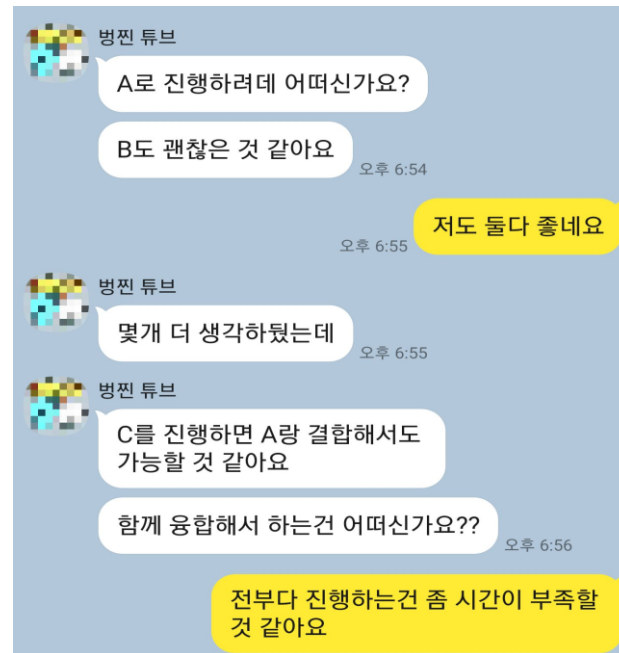 벙찐 튜브
A로 진행하려데 어떠신가요?
B도 괜찮은 것 같아요
오후 6:54
저도 둘다 좋네요
오후 6:55
벙찐 튜브
몇개 더 생각하둤는데
오후 6:55
벙찐 튜브
C를 진행하면 A랑 결합해서도
가능할 것 같아요
함께 융합해서 하는건 어떠신가요??
오후 6:56
전부다 진행하는건 좀 시간이 부족할
것 같아요